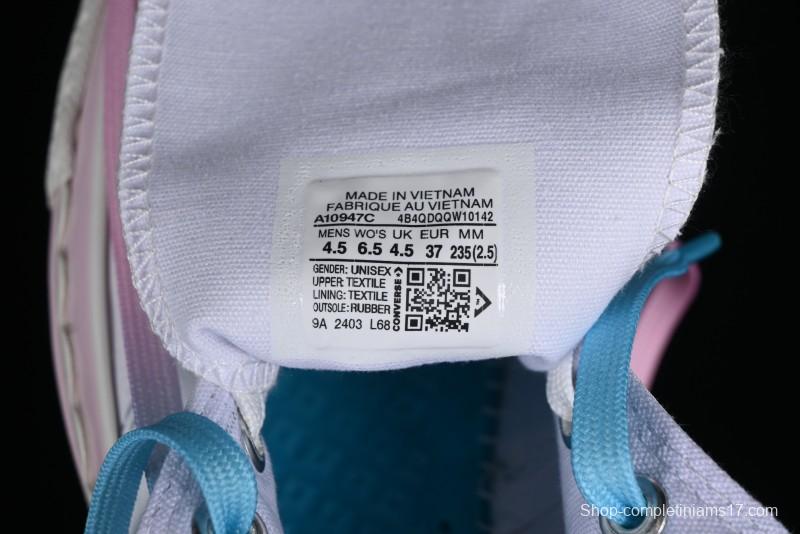 MADE IN VIETNAM
FABRIQUE AU VIETNAM
A10947C 4B4QDQQW10142
MENS WO'S UK EUR MM
4.5 6.5 4.5 37 235(2.5)
GENDER: UNISEX
UPPER: TEXTILE
LINING: TEXTILE
OUTSOLE: RUBBER
9A 2403 L68
CONVERSE
Shop-completiniams17.com